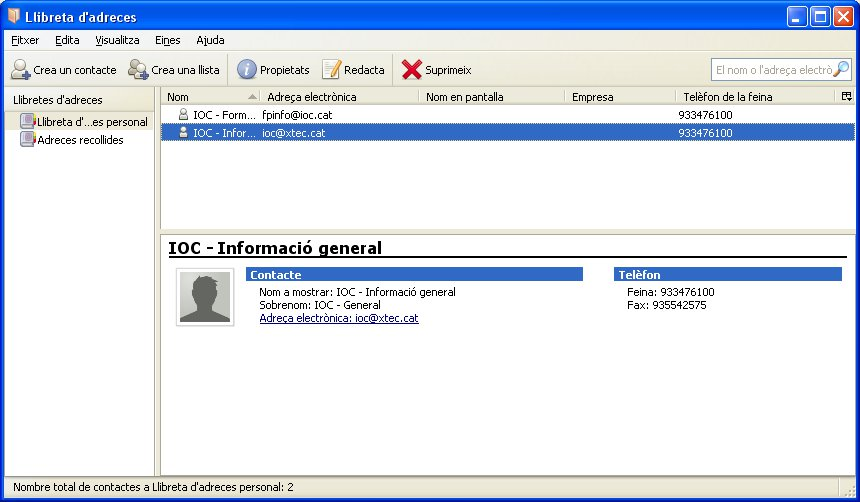 Llibreta d'adreces
Fitxer Edita Visualitza Eines Ajuda
Crea un contacte Crea una llista Propietats Redacta Suprimeix El nom o l'adreça electrò
Llibretes d'adreces
Llibreta d'...es personal
Adreces recollides
Nom Adreça electrònica Nom en pantalla Empresa Telèfon de la feina
IOC - Form... fpinfo@ioc.cat 933476100
IOC - Infor... ioc@xtec.cat 933476100
IOC - Informació general
Contacte
Nom a mostrar: IOC - Informació general
Sobrenom: IOC - General
Adreça electrònica: ioc@xtec.cat
Telèfon
Feina: 933476100
Fax: 935542575
Nombre total de contactes a Llibreta d'adreces personal: 2